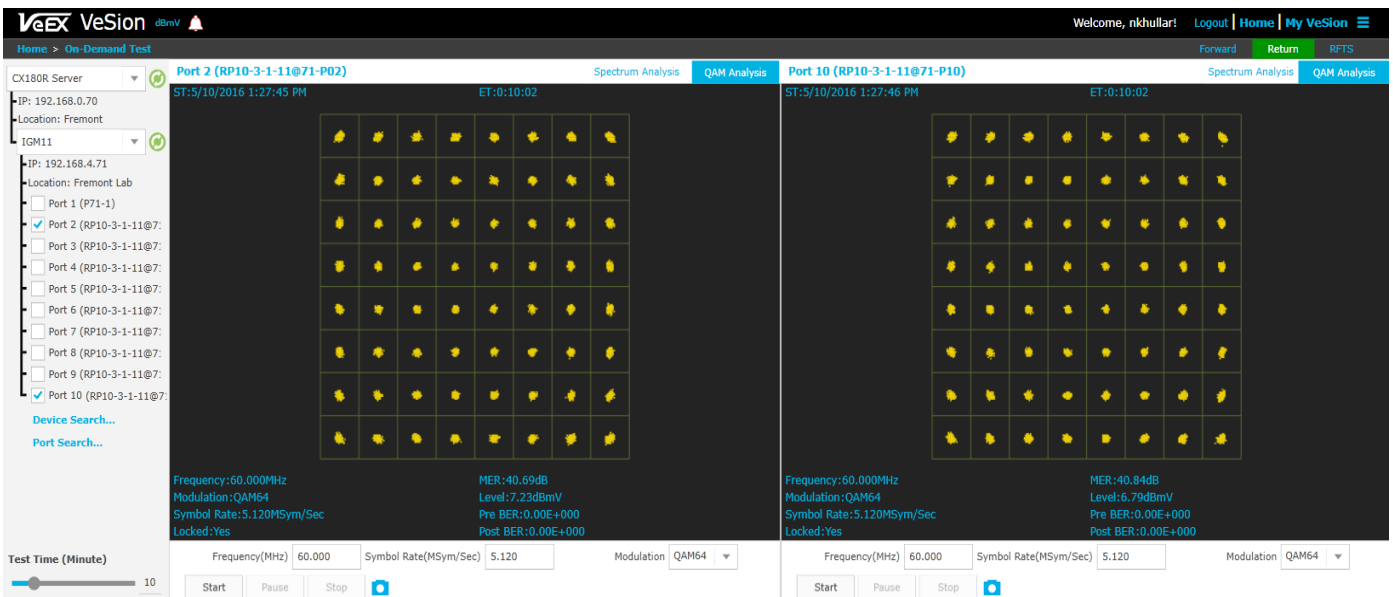 VeEX VeSion dBmV Welcome, nkhullar! Logout Home My VeSion
Home > On-Demand Test Forward Return RFTS
CX180R Server
IP: 192.168.0.70
Location: Fremont
IGM11
IP: 192.168.4.71
Location: Fremont Lab
Port 1 (P71-1)
Port 2 (RP10-3-1-11@7:
Port 3 (RP10-3-1-11@7:
Port 4 (RP10-3-1-11@7:
Port 5 (RP10-3-1-11@7:
Port 6 (RP10-3-1-11@7:
Port 7 (RP10-3-1-11@7:
Port 8 (RP10-3-1-11@7:
Port 9 (RP10-3-1-11@7:
Port 10 (RP10-3-1-11@7:
Device Search...
Port Search...
Test Time (Minute)
10
Port 2 (RP10-3-1-11@71-P02) Spectrum Analysis QAM Analysis
ST:5/10/2016 1:27:45 PM ET:0:10:02
Frequency:60.000MHz MER:40.69dB
Modulation:QAM64 Level:7.23dBmV
Symbol Rate:5.120MSym/Sec Pre BER:0.00E+000
Locked:Yes Post BER:0.00E+000
Frequency(MHz) 60.000 Symbol Rate(MSym/Sec) 5.120 Modulation QAM64
Start Pause Stop
Port 10 (RP10-3-1-11@71-P10) Spectrum Analysis QAM Analysis
ST:5/10/2016 1:27:46 PM ET:0:10:02
Frequency:60.000MHz MER:40.84dB
Modulation:QAM64 Level:6.79dBmV
Symbol Rate:5.120MSym/Sec Pre BER:0.00E+000
Locked:Yes Post BER:0.00E+000
Frequency(MHz) 60.000 Symbol Rate(MSym/Sec) 5.120 Modulation QAM64
Start Pause Stop